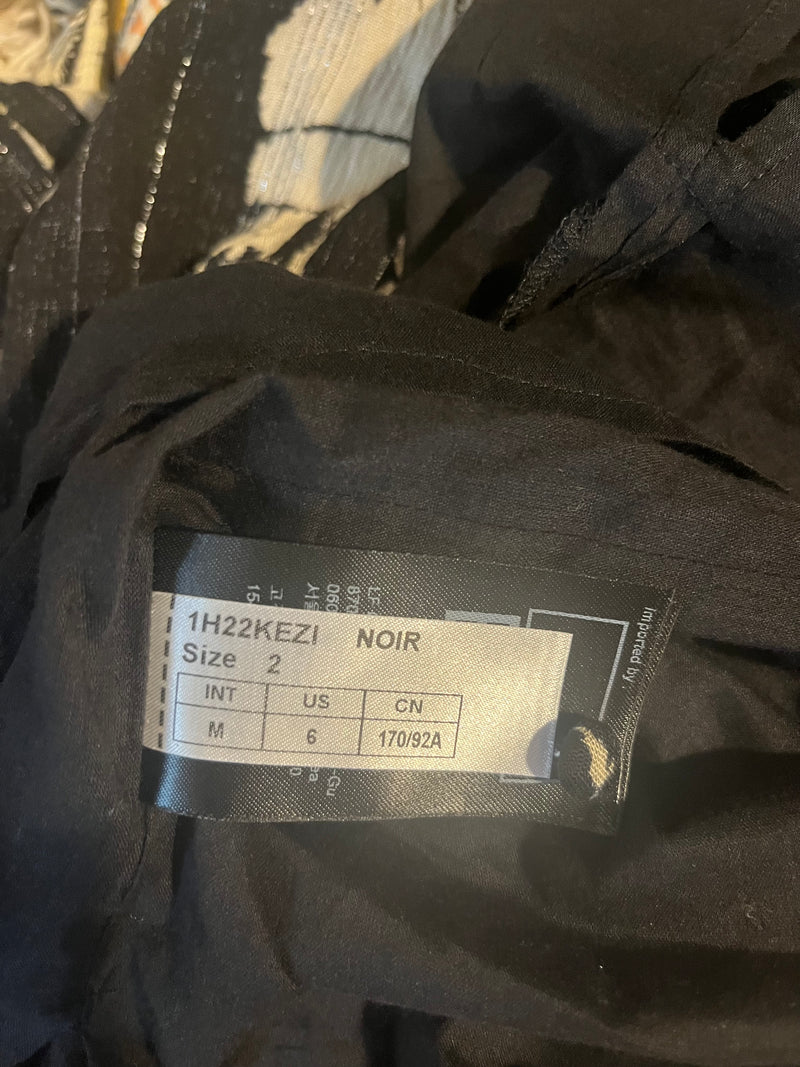 1H22KEZI NOIR
Size 2
INT US CN
M 6 170/92A
Imported by: